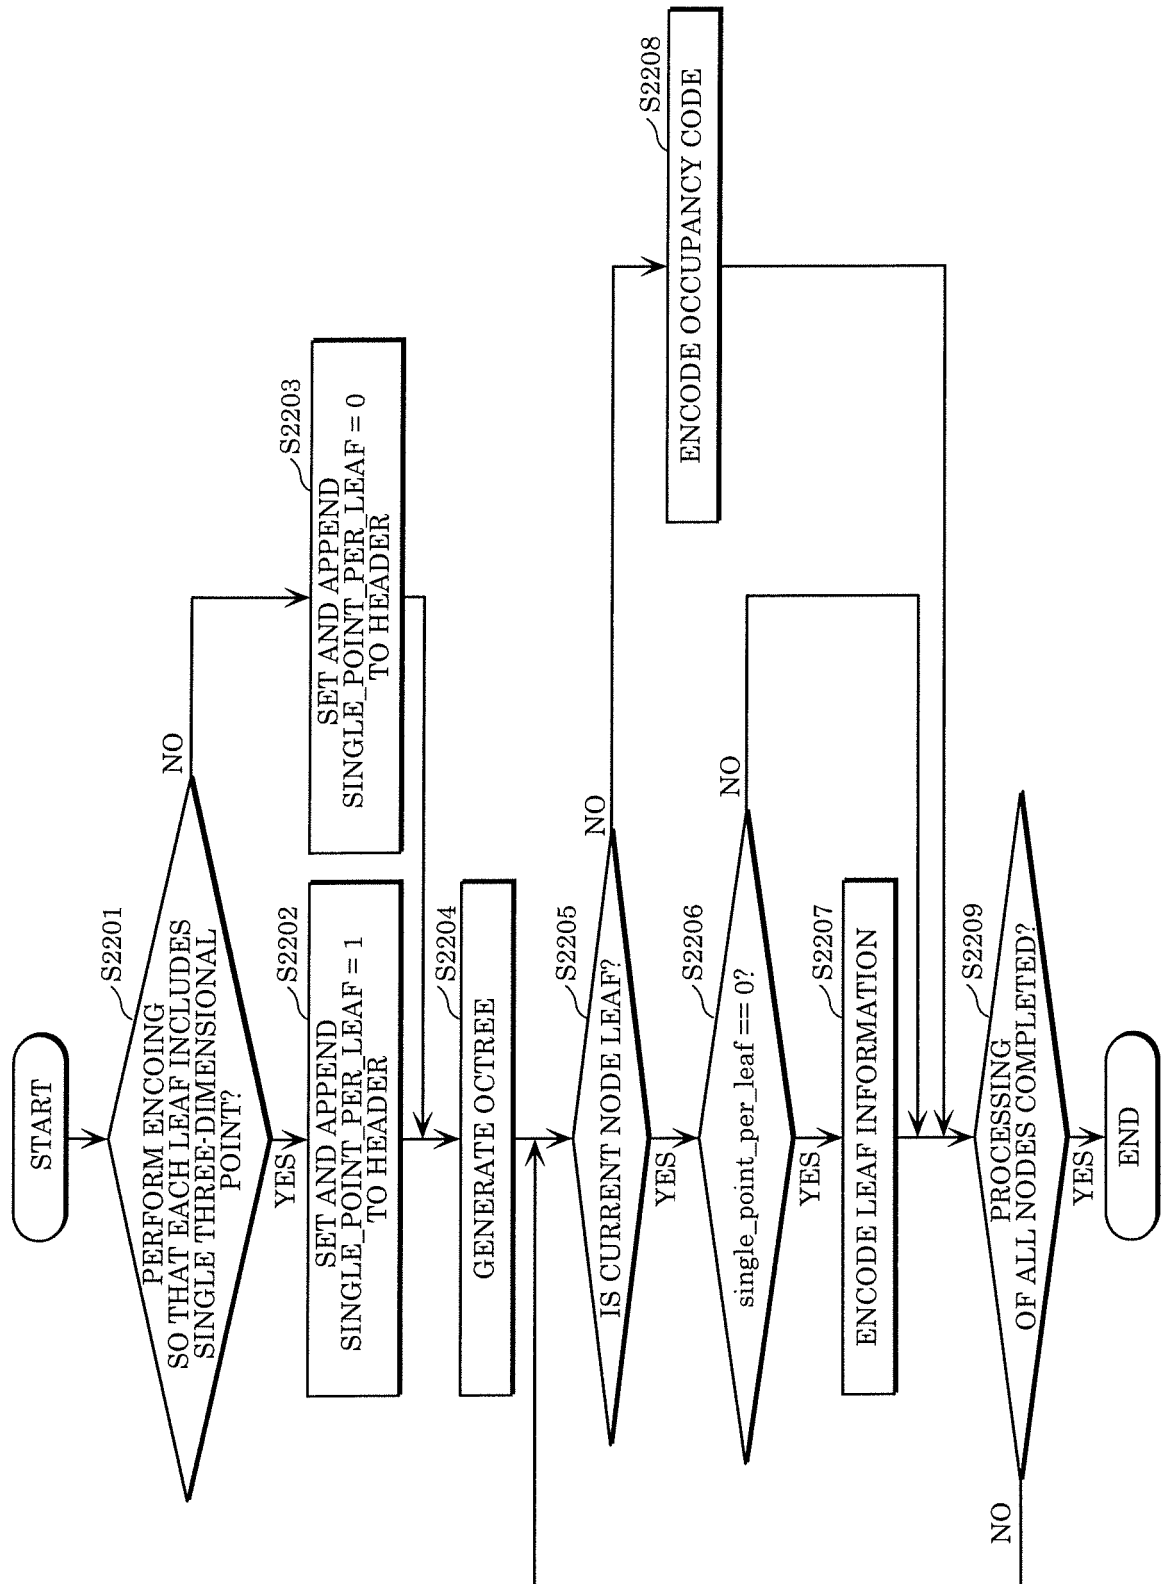 START
S2201
PERFORM ENCOING
SO THAT EACH LEAF INCLUDES
SINGLE THREE-DIMENSIONAL
POINT?
NO
YES
S2202
SET AND APPEND
SINGLE_POINT_PER_LEAF = 1
TO HEADER
S2203
SET AND APPEND
SINGLE_POINT_PER_LEAF = 0
TO HEADER
S2204
GENERATE OCTREE
S2205
IS CURRENT NODE LEAF?
NO
YES
S2208
ENCODE OCCUPANCY CODE
S2206
single_point_per_leaf == 0?
NO
YES
S2207
ENCODE LEAF INFORMATION
S2209
PROCESSING
OF ALL NODES COMPLETED?
NO
YES
END